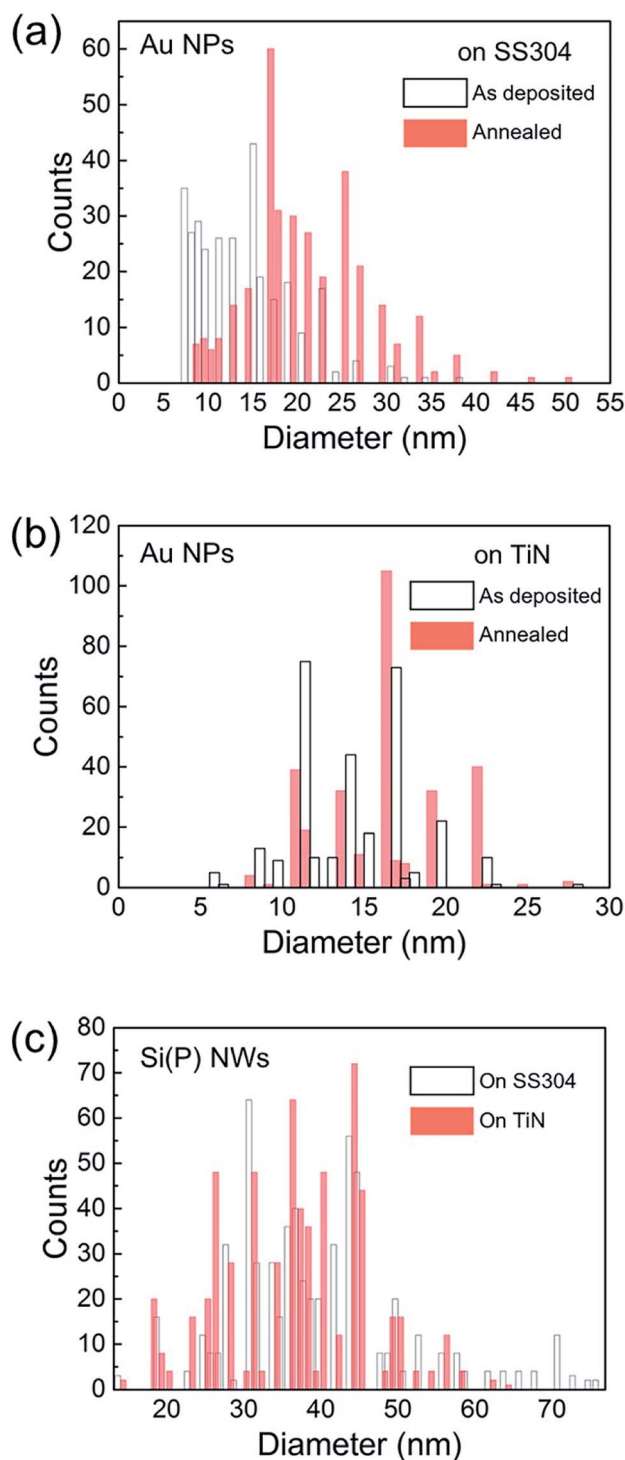 (a)
Au NPs
on SS304
As deposited
Annealed
60
50
40
30
20
10
0
Counts
0 5 10 15 20 25 30 35 40 45 50 55
Diameter (nm)
(b)
Au NPs
on TiN
As deposited
Annealed
120
100
80
60
40
20
0
Counts
0 5 10 15 20 25 30
Diameter (nm)
(c)
Si(P) NWs
On SS304
On TiN
80
70
60
50
40
30
20
10
0
Counts
20 30 40 50 60 70
Diameter (nm)